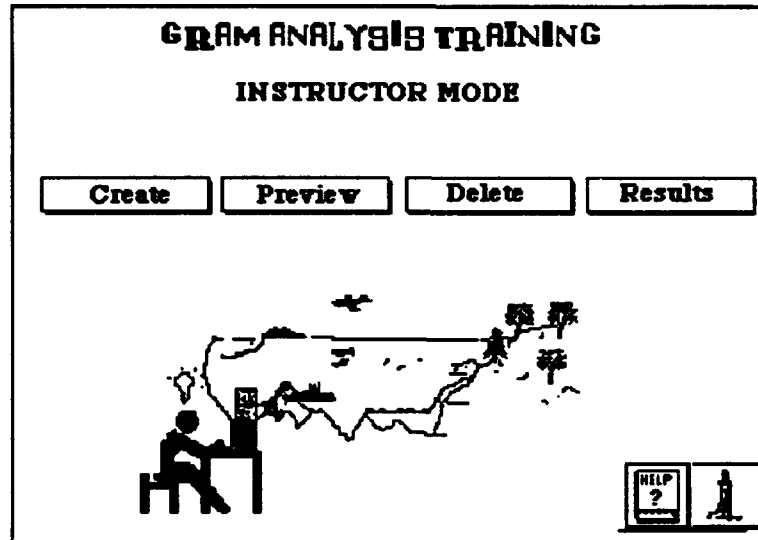 GRAM ANALYSIS TRAINING
INSTRUCTOR MODE
Create Preview Delete Results
HELP
?